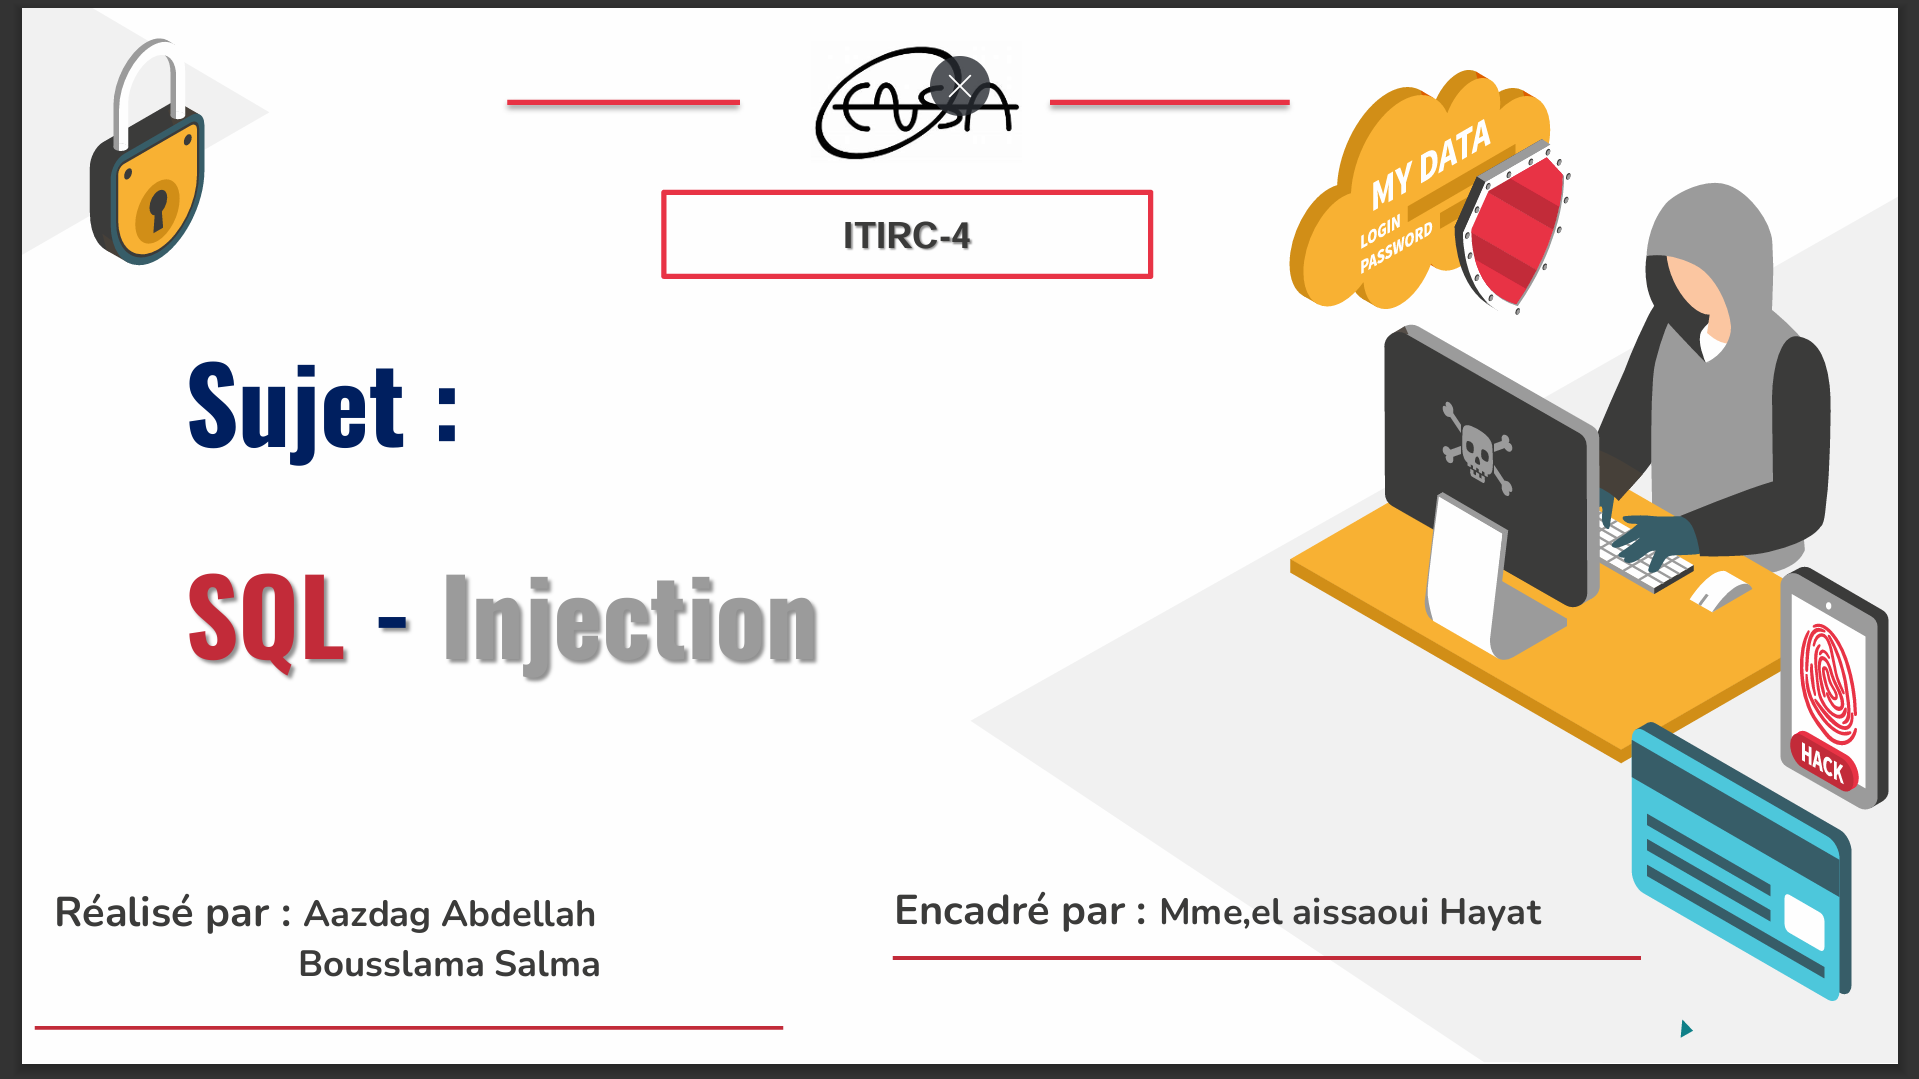 ENSA
ITIRC-4
MY DATA
LOGIN
PASSWORD
Sujet :
SQL - Injection
HACK
Réalisé par : Aazdag Abdellah
Bousslama Salma
Encadré par : Mme,el aissaoui Hayat